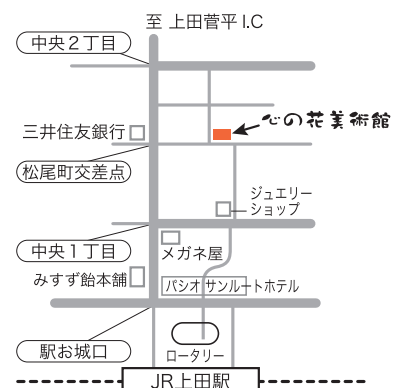 至 上田菅平 I.C
中央２丁目
心の花美術館
三井住友銀行
松尾町交差点
ジュエリー
ショップ
中央１丁目
メガネ屋
みすず飴本舗
パシオ サンルートホテル
駅お城口
ロータリー
JR上田駅